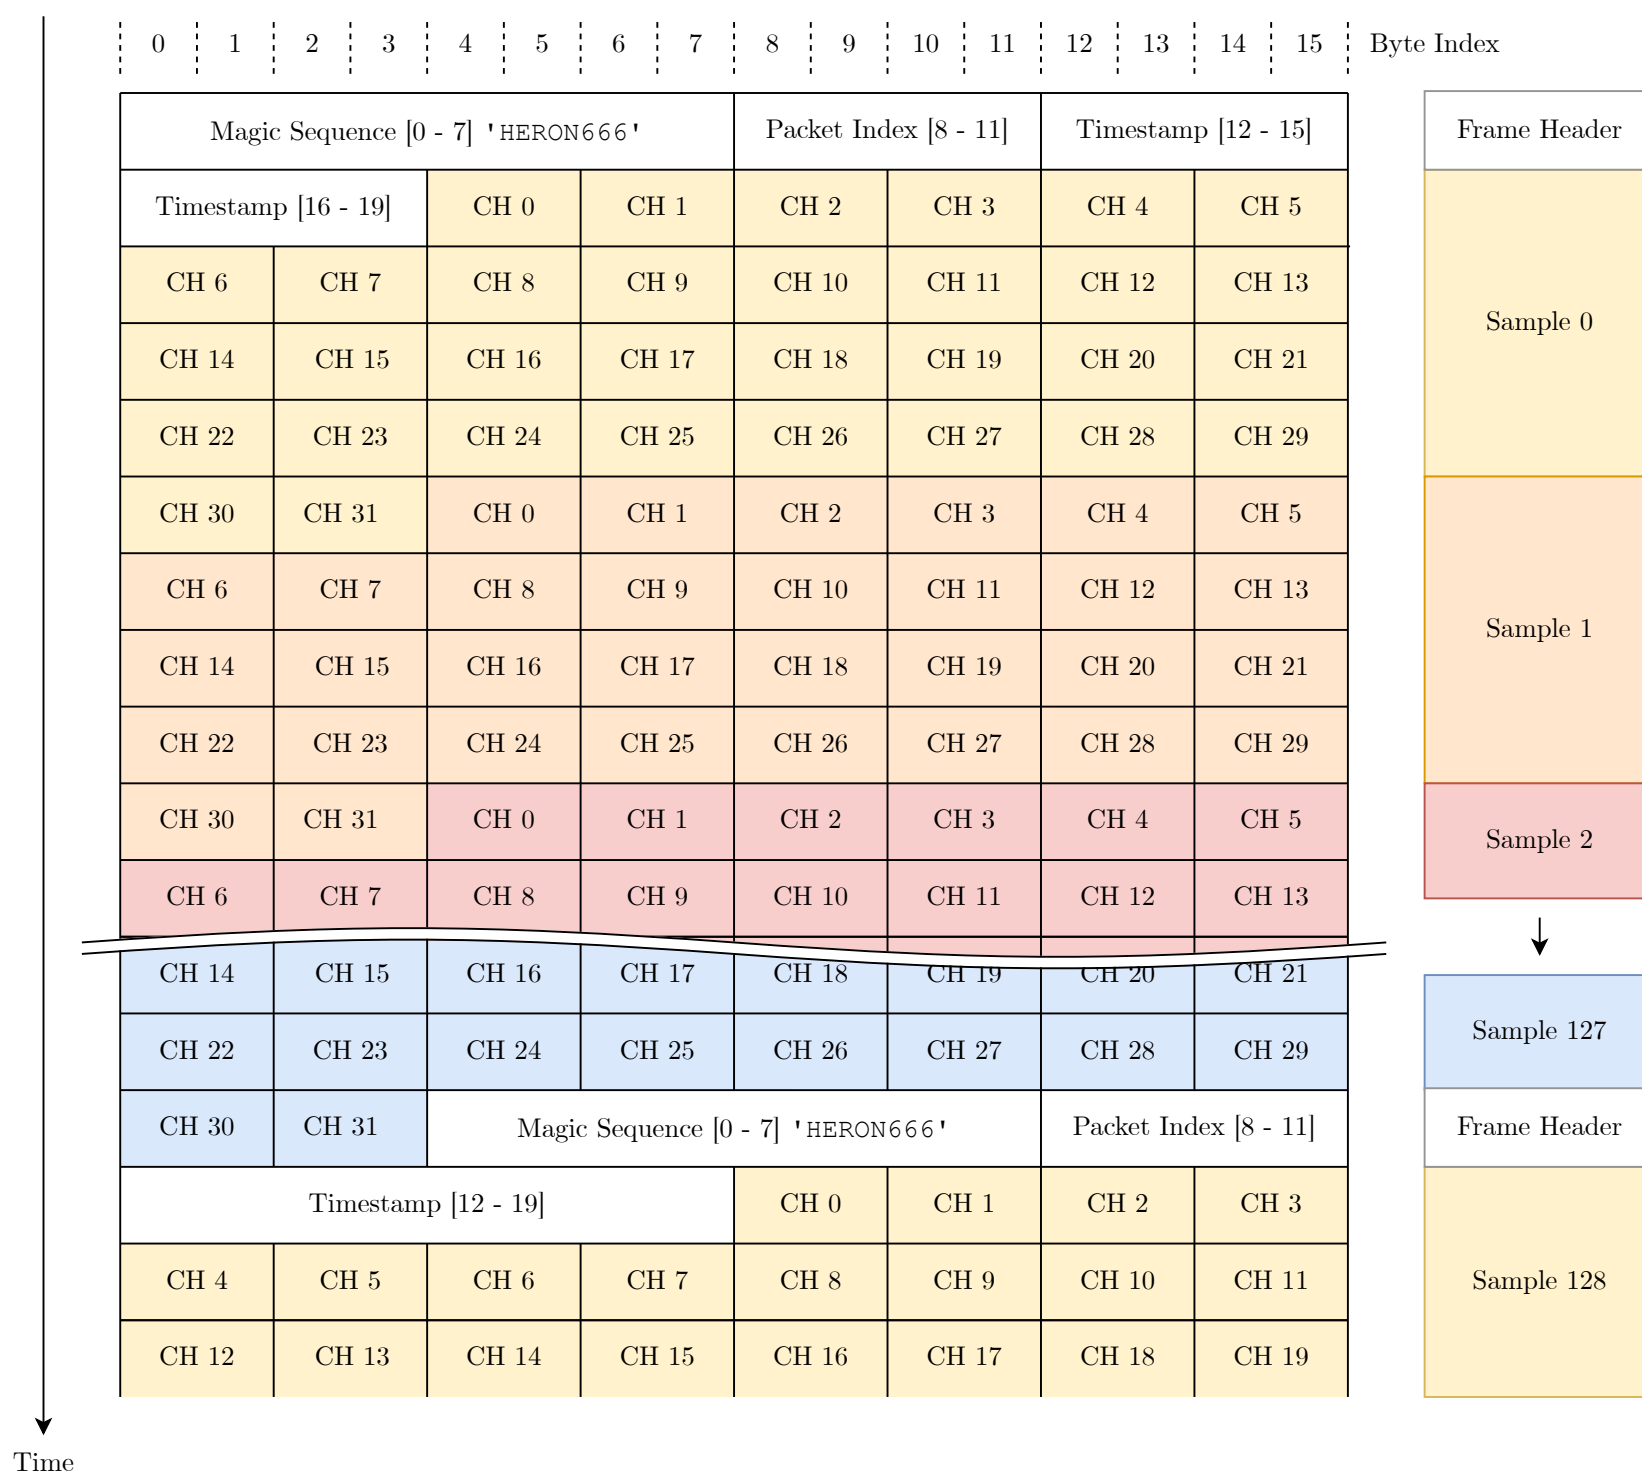 0 1 2 3 4 5 6 7 8 9 10 11 12 13 14 15 Byte Index
Magic Sequence [0 - 7] 'HERON666' Packet Index [8 - 11] Timestamp [12 - 15] Frame Header
Timestamp [16 - 19] CH 0 CH 1 CH 2 CH 3 CH 4 CH 5
CH 6 CH 7 CH 8 CH 9 CH 10 CH 11 CH 12 CH 13
Sample 0
CH 14 CH 15 CH 16 CH 17 CH 18 CH 19 CH 20 CH 21
CH 22 CH 23 CH 24 CH 25 CH 26 CH 27 CH 28 CH 29
CH 30 CH 31 CH 0 CH 1 CH 2 CH 3 CH 4 CH 5
CH 6 CH 7 CH 8 CH 9 CH 10 CH 11 CH 12 CH 13
Sample 1
CH 14 CH 15 CH 16 CH 17 CH 18 CH 19 CH 20 CH 21
CH 22 CH 23 CH 24 CH 25 CH 26 CH 27 CH 28 CH 29
CH 30 CH 31 CH 0 CH 1 CH 2 CH 3 CH 4 CH 5
Sample 2
CH 6 CH 7 CH 8 CH 9 CH 10 CH 11 CH 12 CH 13
CH 14 CH 15 CH 16 CH 17 CH 18 CH 19 CH 20 CH 21
Sample 127
CH 22 CH 23 CH 24 CH 25 CH 26 CH 27 CH 28 CH 29
CH 30 CH 31 Magic Sequence [0 - 7] 'HERON666' Packet Index [8 - 11] Frame Header
Timestamp [12 - 19] CH 0 CH 1 CH 2 CH 3
CH 4 CH 5 CH 6 CH 7 CH 8 CH 9 CH 10 CH 11 Sample 128
CH 12 CH 13 CH 14 CH 15 CH 16 CH 17 CH 18 CH 19
Time